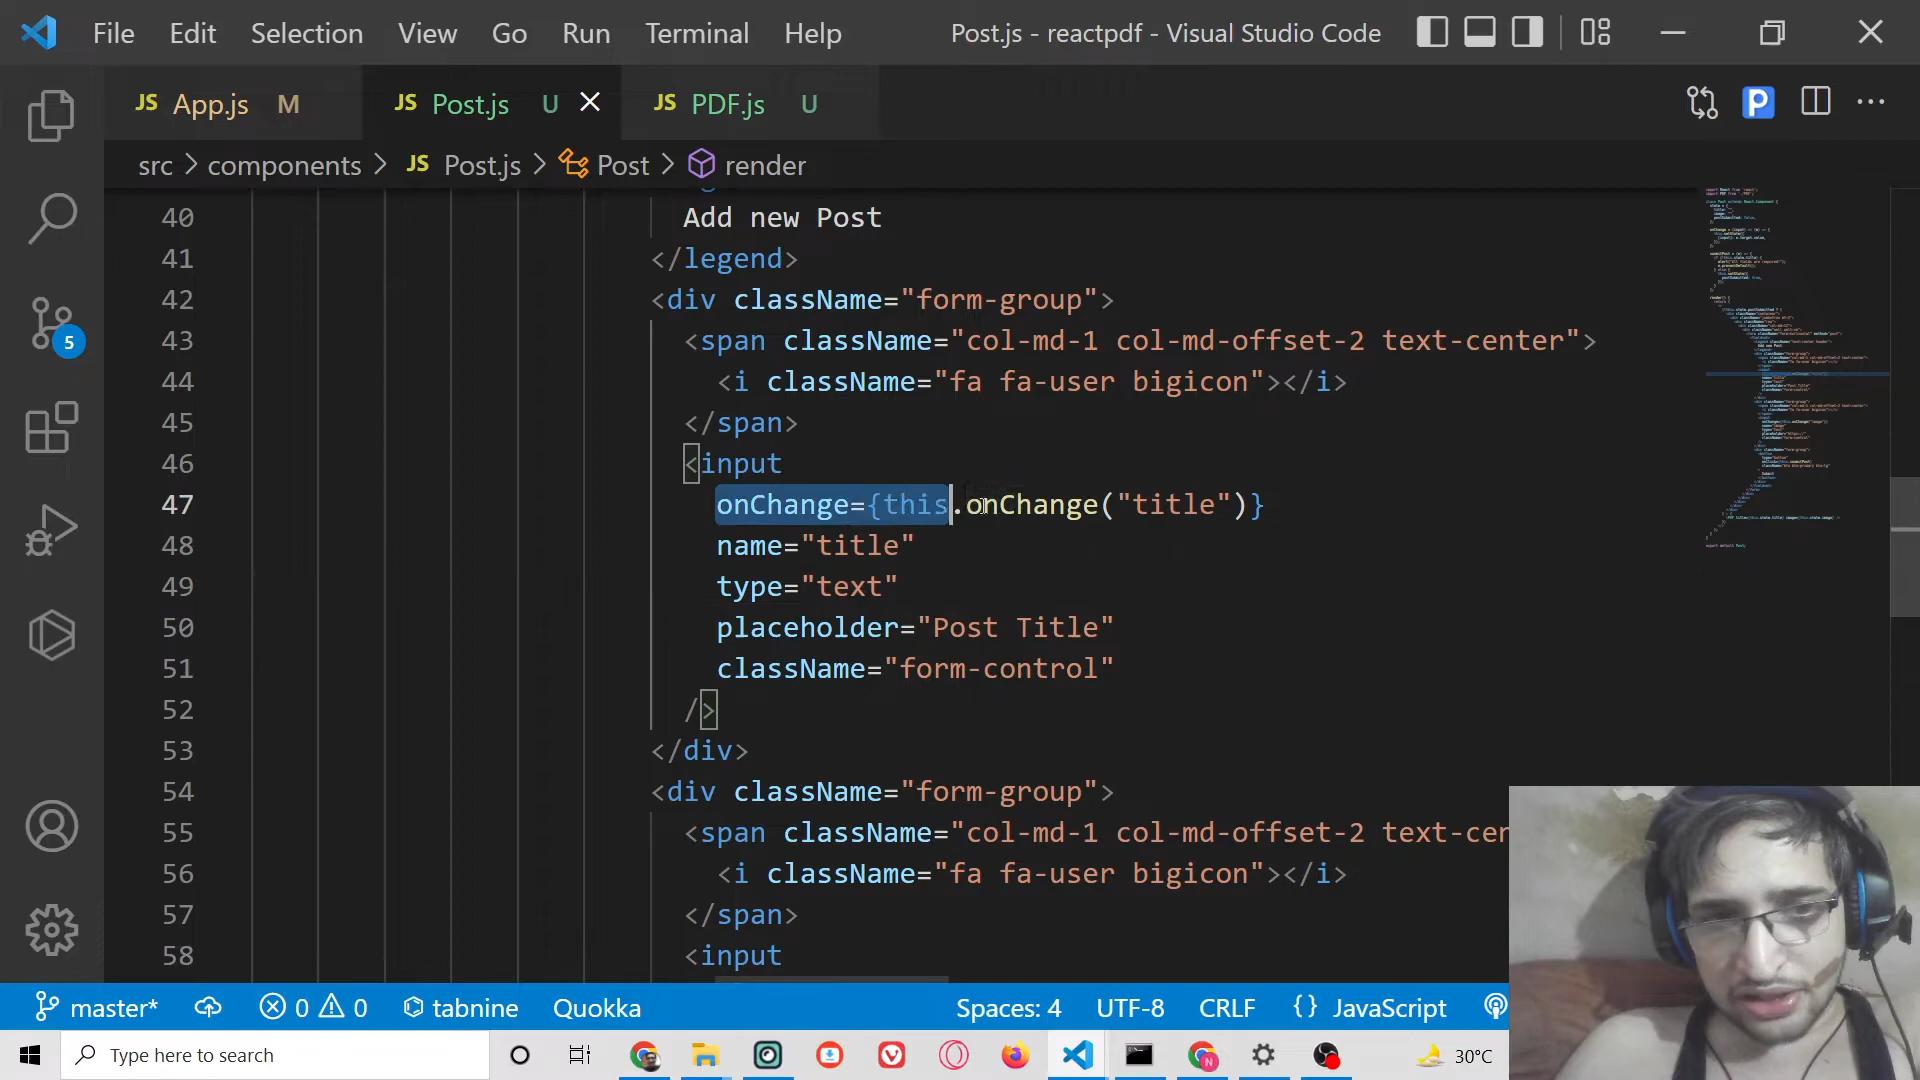 File Edit Selection View Go Run Terminal Help Post.js - reactpdf - Visual Studio Code
JS App.js M JS Post.js U JS PDF.js U
P
src > components > JS Post.js > Post > render
40 Add new Post
41 </legend>
42 <div className="form-group">
43 <span className="col-md-1 col-md-offset-2 text-center">
44 <i className="fa fa-user bigicon"></i>
45 </span>
46 <input
47 onChange={this.onChange("title")}
48 name="title"
49 type="text"
50 placeholder="Post Title"
51 className="form-control"
52 />
53 </div>
54 <div className="form-group">
55 <span className="col-md-1 col-md-offset-2 text-cen
56 <i className="fa fa-user bigicon"></i>
57 </span>
58 <input
5
master* 0 0 tabnine Quokka Spaces: 4 UTF-8 CRLF {} JavaScript
Type here to search 30°C